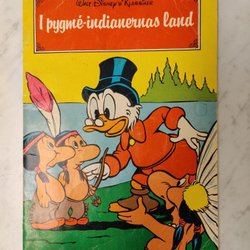 Walt Disney's Klassiker
I pygmé-indianernas land